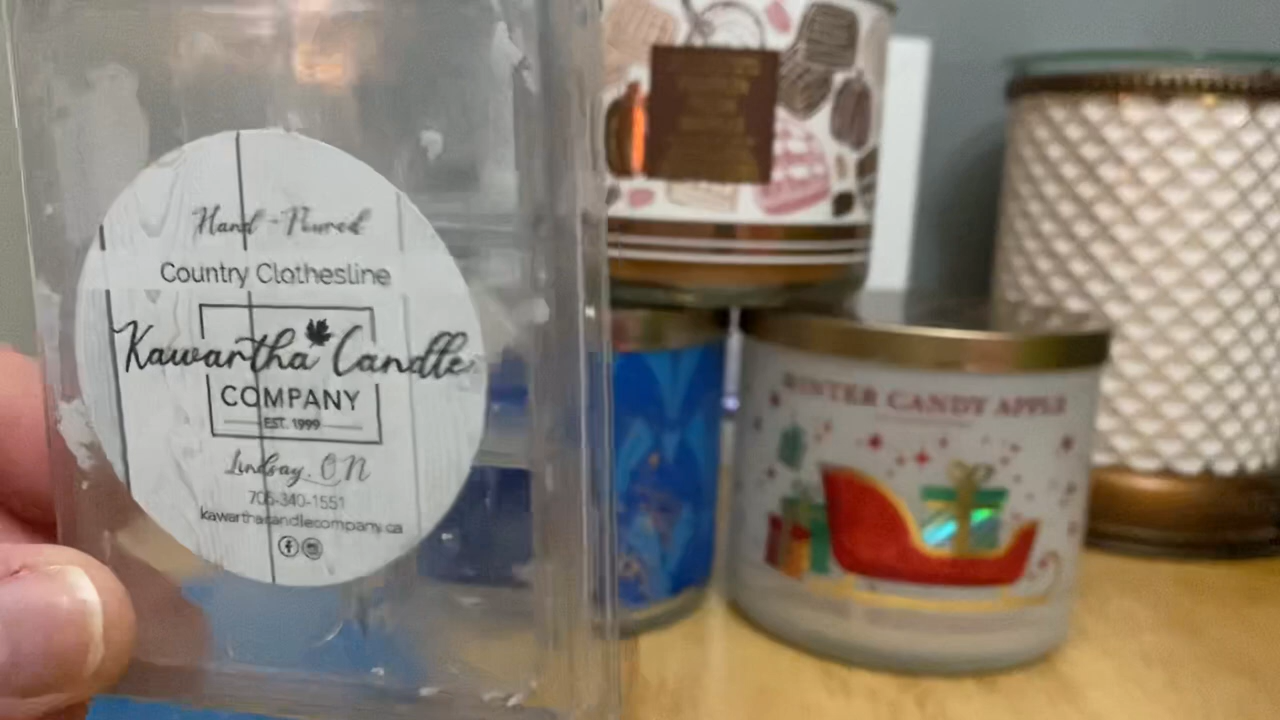 Hand-Poured
Country Clothesline
Kawartha Candle
COMPANY
EST. 1999
Lindsay, ON
705-340-1551
kawarthacandlecompany.ca
WINTER CANDY APPLE